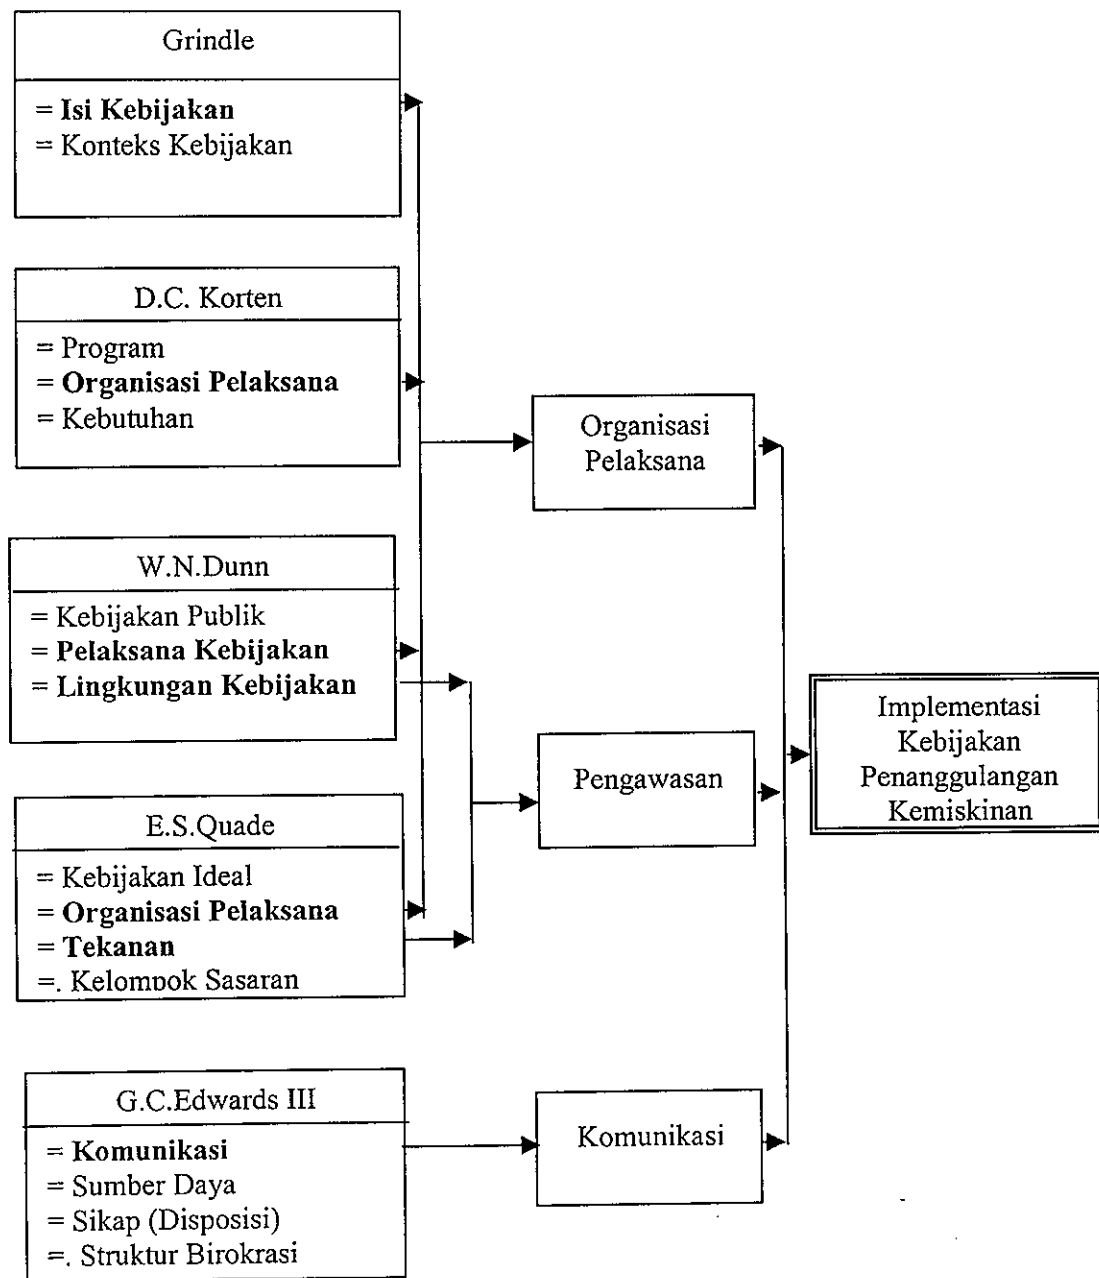 Grindle
= Isi Kebijakan
= Konteks Kebijakan
D.C. Korten
= Program
= Organisasi Pelaksana
= Kebutuhan
W.N.Dunn
= Kebijakan Publik
= Pelaksana Kebijakan
= Lingkungan Kebijakan
E.S.Quade
= Kebijakan Ideal
= Organisasi Pelaksana
= Tekanan
=. Kelompok Sasaran
G.C.Edwards III
= Komunikasi
= Sumber Daya
= Sikap (Disposisi)
=. Struktur Birokrasi
Organisasi
Pelaksana
Pengawasan
Komunikasi
Implementasi
Kebijakan
Penanggulangan
Kemiskinan